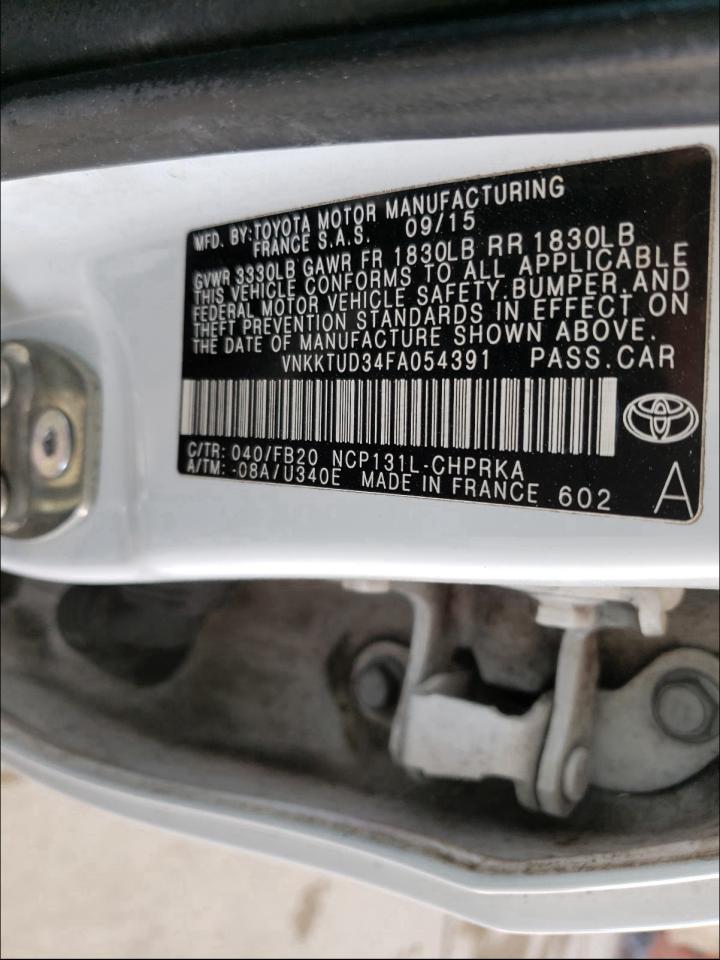 MFD. BY:TOYOTA MOTOR MANUFACTURING
FRANCE S.A.S. 09/15
GVWR 3330LB GAWR FR 1830LB RR 1830LB
THIS VEHICLE CONFORMS TO ALL APPLICABLE
FEDERAL MOTOR VEHICLE SAFETY,BUMPER,AND
THEFT PREVENTION STANDARDS IN EFFECT ON
THE DATE OF MANUFACTURE SHOWN ABOVE.
VNKKTUD34FA054391 PASS.CAR
C/TR: 040/FB20 NCP131L-CHPRKA
A/TM: -08A/U340E MADE IN FRANCE 602
A